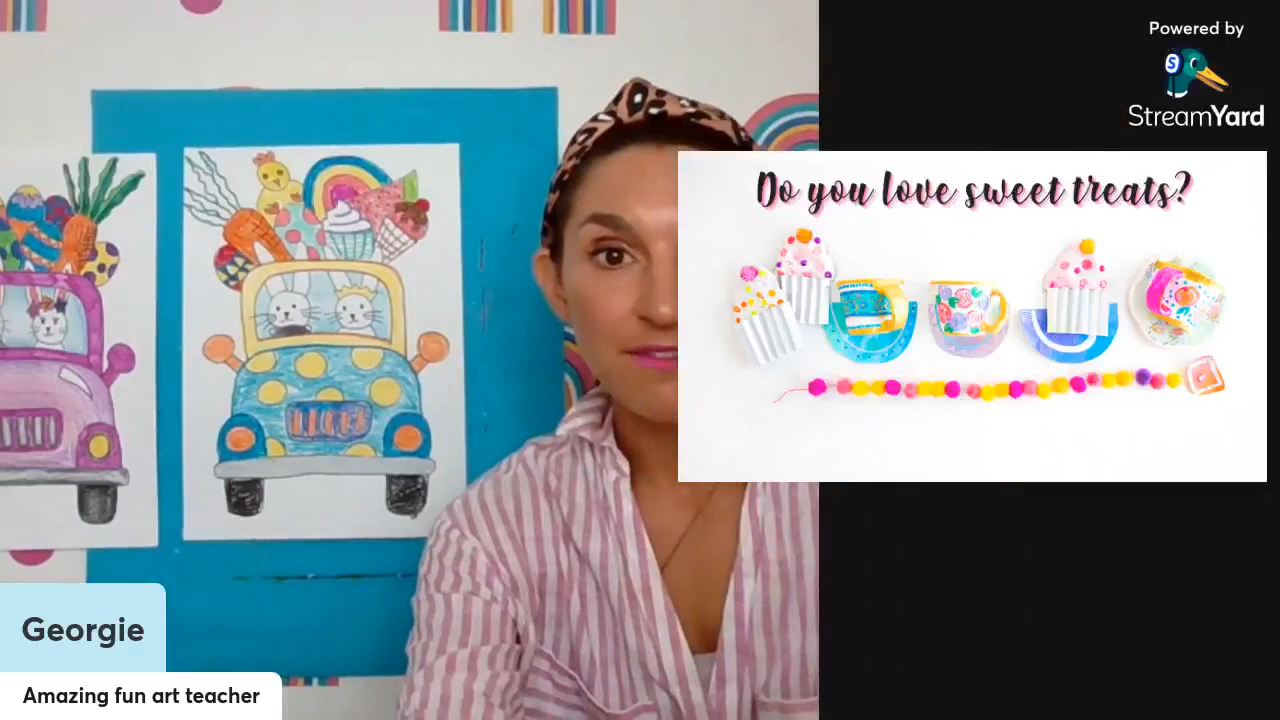 Powered by
S
StreamYard
Do you love sweet treats?
Georgie
Amazing fun art teacher